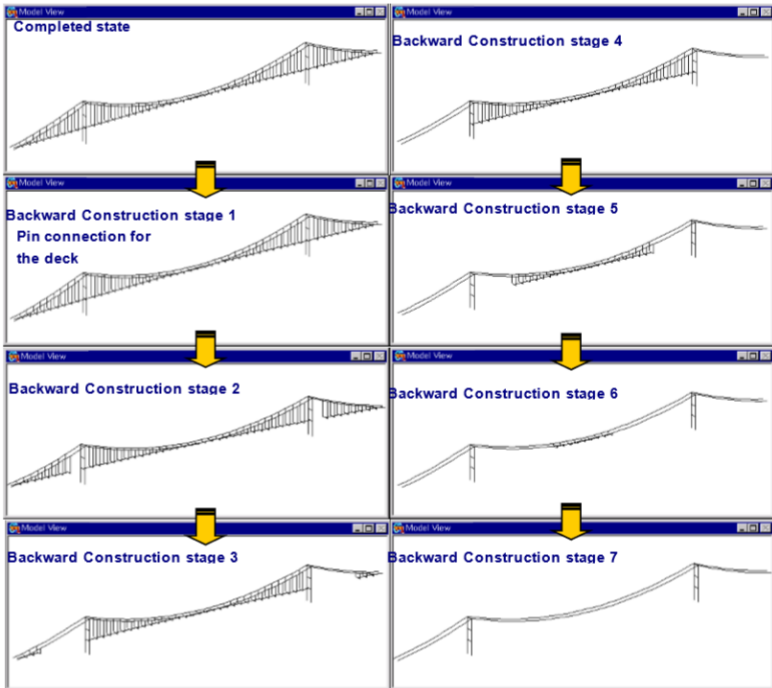 Model View
Completed state
Model View
Backward Construction stage 1
Pin connection for
the deck
Model View
Backward Construction stage 2
Model View
Backward Construction stage 3
Model View
Backward Construction stage 4
Model View
Backward Construction stage 5
Model View
Backward Construction stage 6
Model View
Backward Construction stage 7